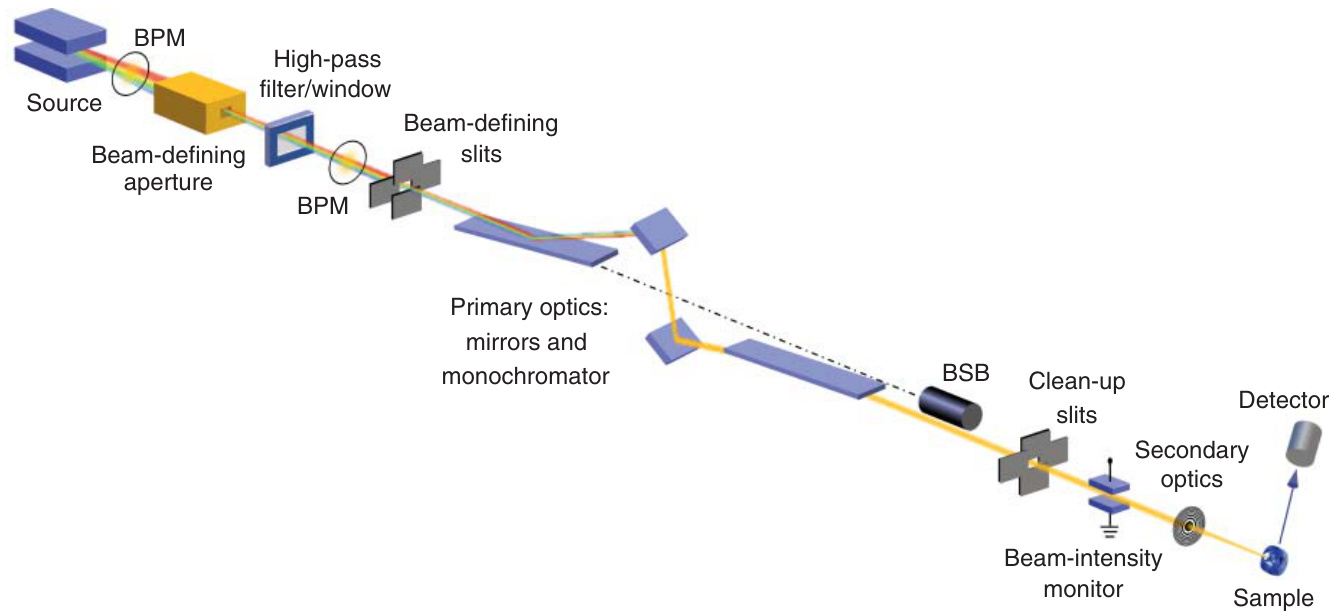 BPM
Source
High-pass
filter/window
Beam-defining
aperture
BPM
Beam-defining
slits
Primary optics:
mirrors and
monochromator
BSB
Clean-up
slits
Detector
Secondary
optics
Beam-intensity
monitor
Sample